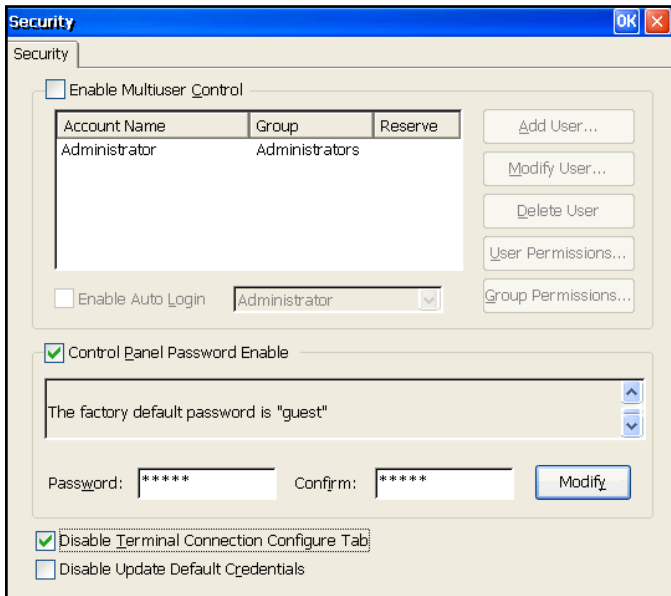 Security OK
Security
Enable Multiuser Control
Account Name Group Reserve
Administrator Administrators
Add User...
Modify User...
Delete User
User Permissions...
Group Permissions...
Enable Auto Login Administrator
Control Panel Password Enable
The factory default password is "guest"
Password: ***** Confirm: ***** Modify
Disable Terminal Connection Configure Tab
Disable Update Default Credentials